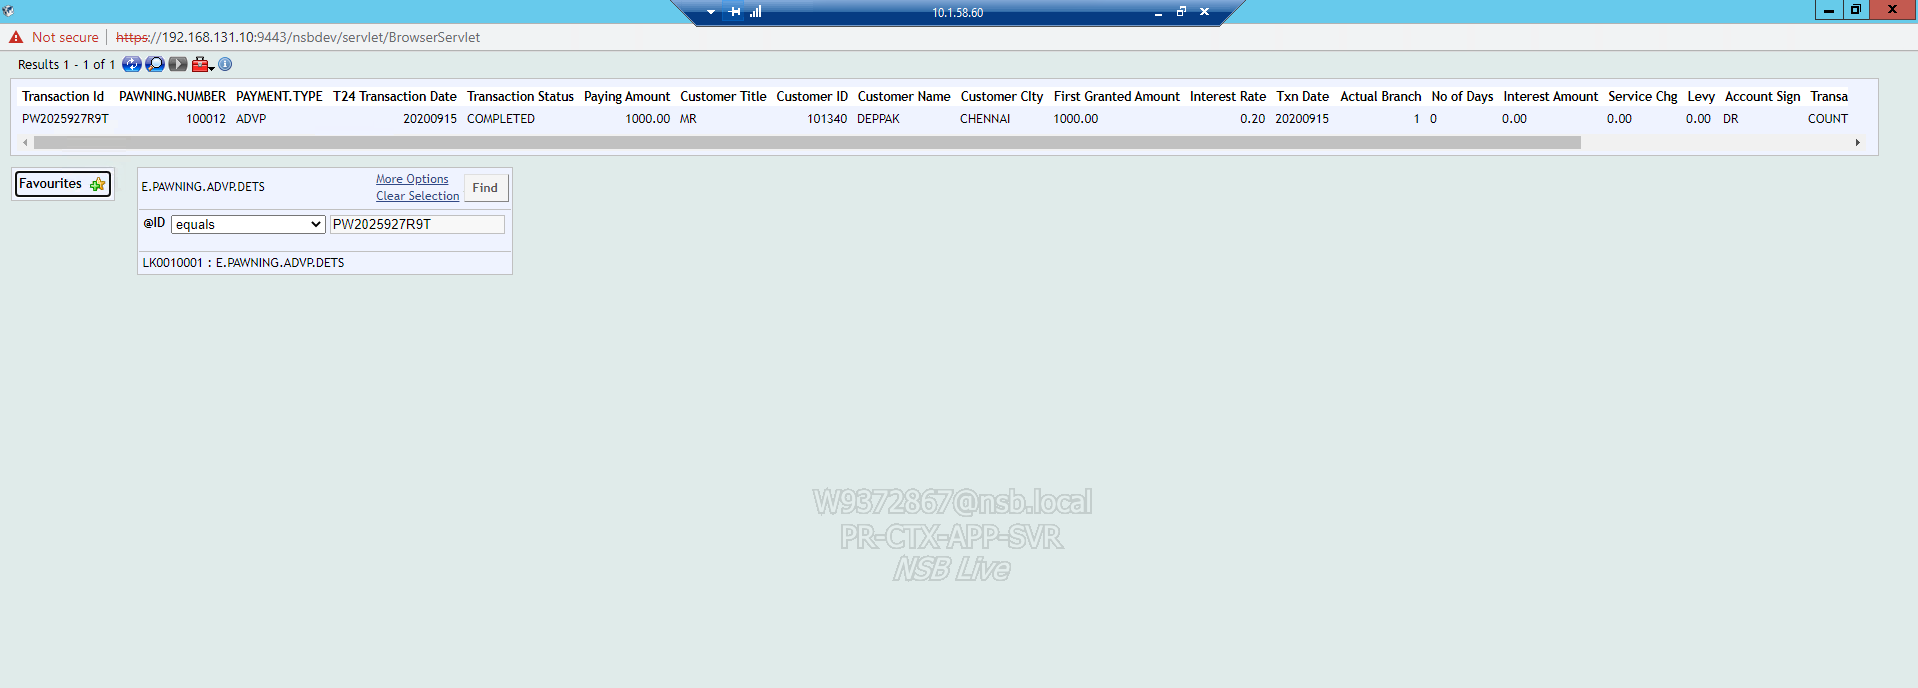 10.1.58.60
Not secure https://192.168.131.10:9443/nsbdev/servlet/BrowserServlet
Results 1 - 1 of 1
Transaction Id PAWNING.NUMBER PAYMENT.TYPE T24 Transaction Date Transaction Status Paying Amount Customer Title Customer ID Customer Name Customer CIty First Granted Amount Interest Rate Txn Date Actual Branch No of Days Interest Amount Service Chg Levy Account Sign Transa
PW2025927R9T 100012 ADVP 20200915 COMPLETED 1000.00 MR 101340 DEPPAK CHENNAI 1000.00 0.20 20200915 1 0 0.00 0.00 0.00 DR COUNT
Favourites
E.PAWNING.ADVP.DETS
More Options
Clear Selection
Find
@ID equals PW2025927R9T
LK0010001 : E.PAWNING.ADVP.DETS
W9372867@nsb.local
PR-CTX-APP-SVR
NSB Live